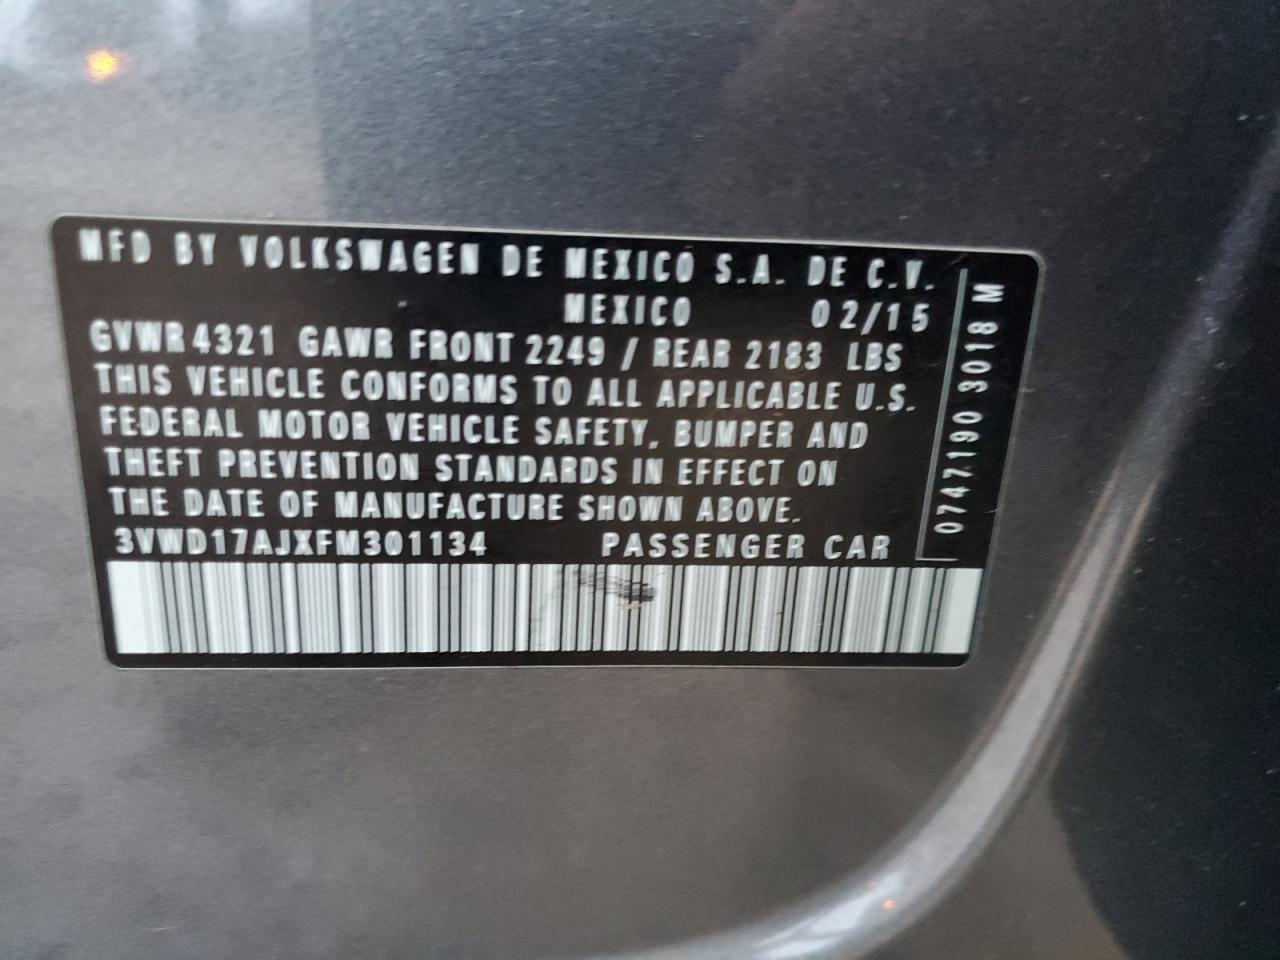 MFD BY VOLKSWAGEN DE MEXICO S.A. DE C.V.
MEXICO 02/15
GVWR 4321 GAWR FRONT 2249 / REAR 2183 LBS
THIS VEHICLE CONFORMS TO ALL APPLICABLE U.S.
FEDERAL MOTOR VEHICLE SAFETY, BUMPER AND
THEFT PREVENTION STANDARDS IN EFFECT ON
THE DATE OF MANUFACTURE SHOWN ABOVE.
3VWD17AJXFM301134 PASSENGER CAR
0747190 3018 M